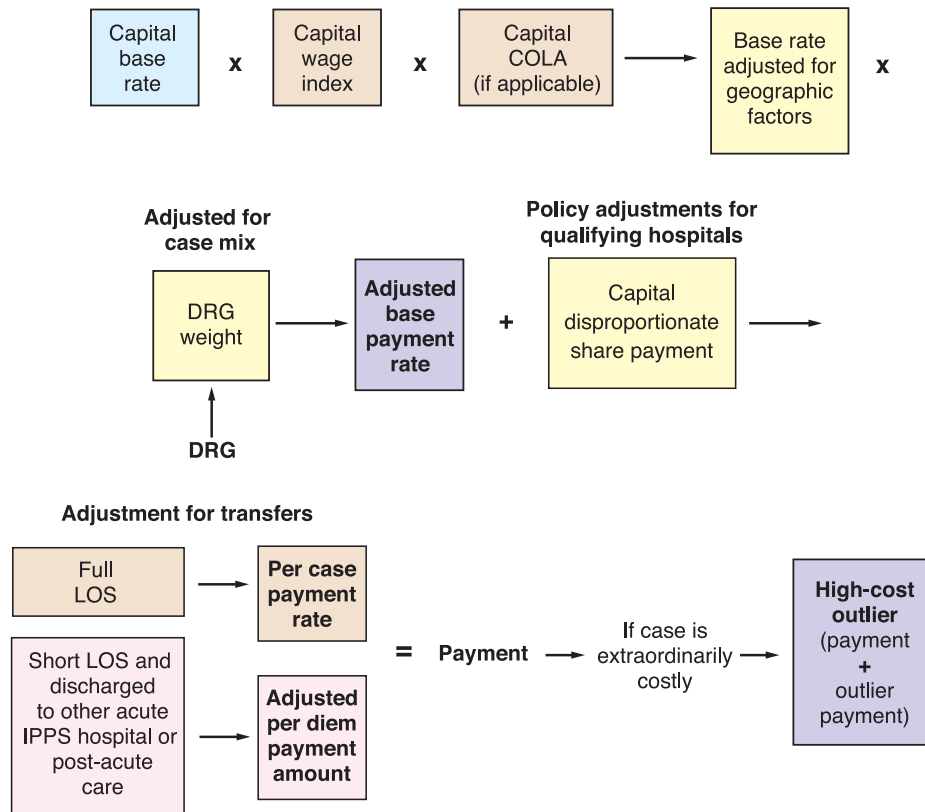 Capital
base
rate
x
Capital
wage
index
x
Capital
COLA
(if applicable)
Base rate
adjusted for
geographic
factors
x
Adjusted for
case mix
DRG
weight
DRG
Adjusted
base
payment
rate
+
Policy adjustments for
qualifying hospitals
Capital
disproportionate
share payment
Adjustment for transfers
Full
LOS
Per case
payment
rate
Short LOS and
discharged
to other acute
IPPS hospital or
post-acute
care
Adjusted
per diem
payment
amount
=
Payment
If case is
extraordinarily
costly
High-cost
outlier
(payment
+
outlier
payment)